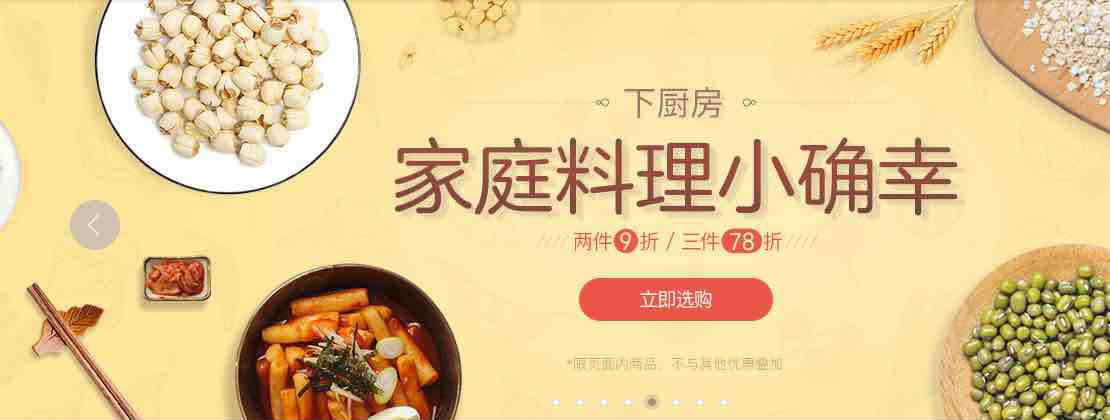 下厨房
家庭料理小确幸
两件9折 / 三件78折
立即选购
*限页面内商品，不与其他优惠叠加